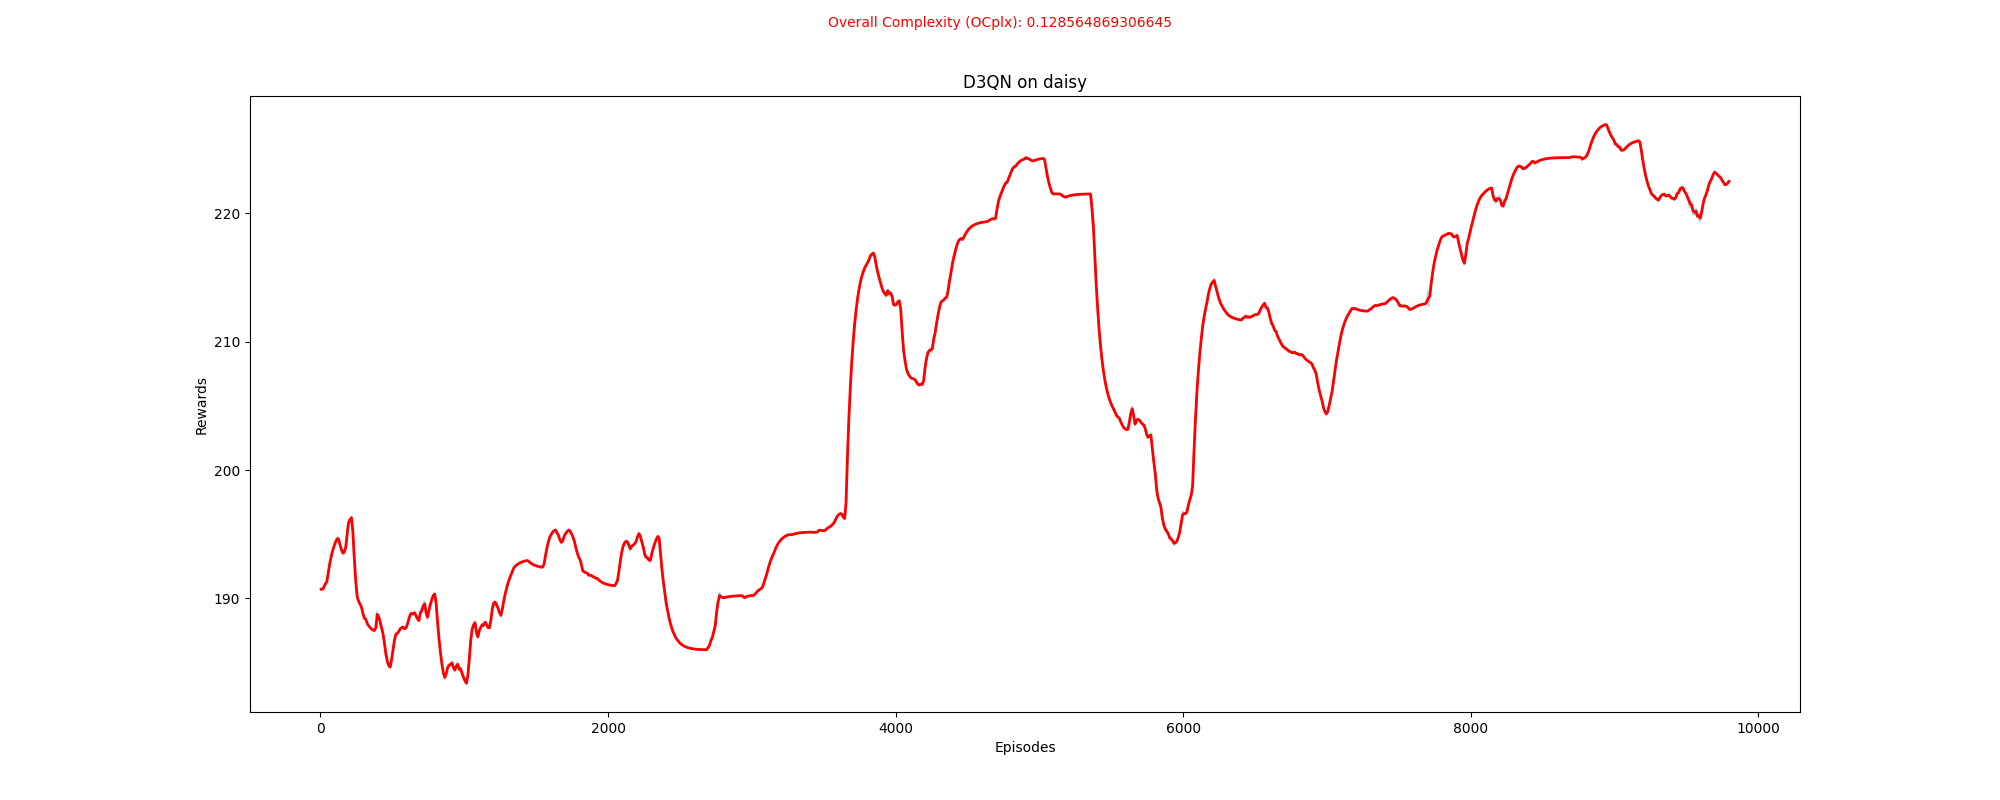 Overall Complexity (OCplx): 0.128564869306645
D3QN on daisy
Rewards
220
210
200
190
0 2000 4000 6000 8000 10000
Episodes